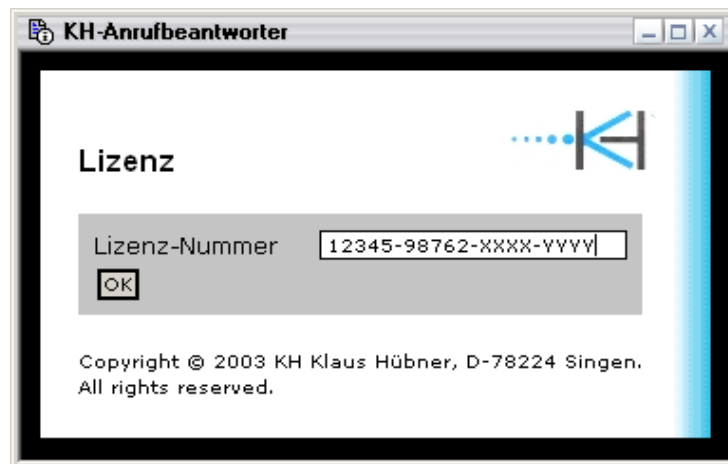 KH-Anrufbeantworter
KH
Lizenz
Lizenz-Nummer 12345-98762-XXXX-YYYY
OK
Copyright © 2003 KH Klaus Hübner, D-78224 Singen.
All rights reserved.